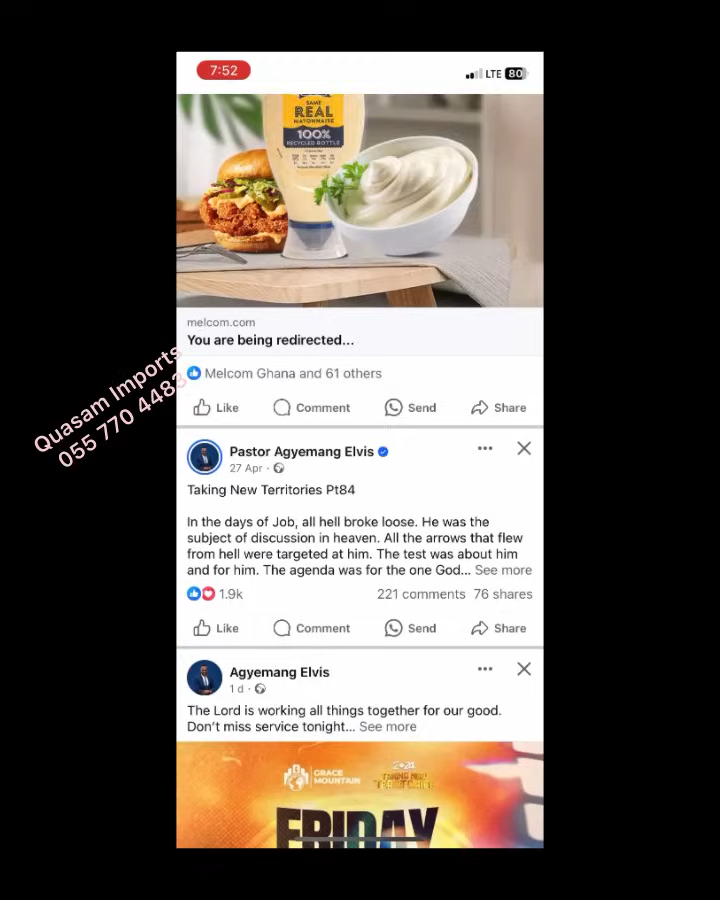 7:52
LTE 80
SAME
REAL
MAYONNAISE
100%
RECYCLED BOTTLE
melcom.com
You are being redirected...
Melcom Ghana and 61 others
Like Comment Send Share
Quasam Imports
055 770 4483
Pastor Agyemang Elvis
27 Apr ·
Taking New Territories Pt84
In the days of Job, all hell broke loose. He was the
subject of discussion in heaven. All the arrows that flew
from hell were targeted at him. The test was about him
and for him. The agenda was for the one God... See more
1.9k 221 comments 76 shares
Like Comment Send Share
Agyemang Elvis
1 d ·
The Lord is working all things together for our good.
Don't miss service tonight... See more
GRACE
MOUNTAIN
2024
TAKING NEW
TERRITORIES
FRIDAY